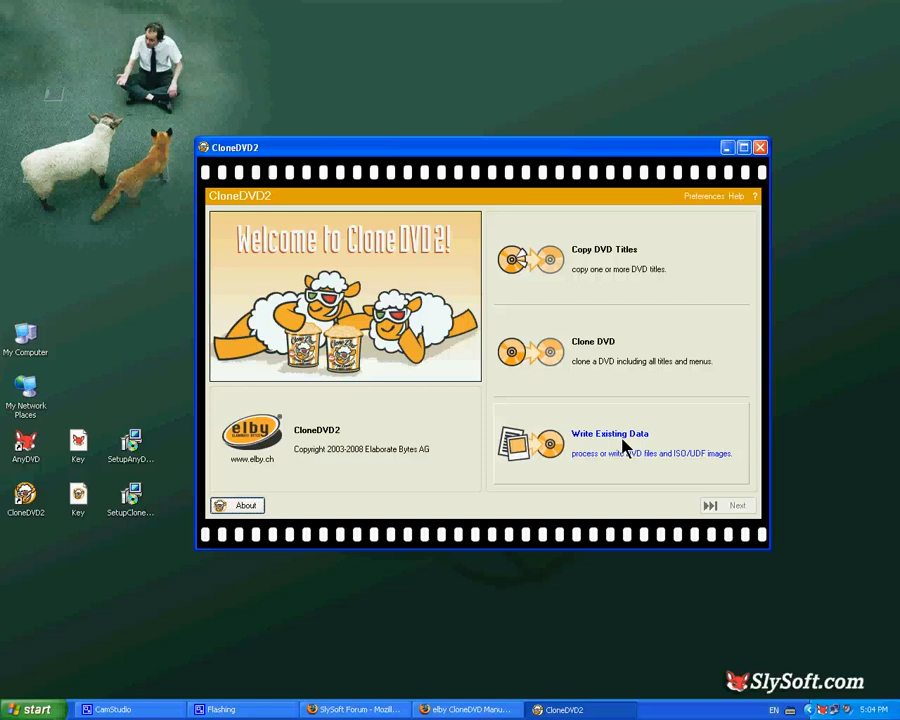 CloneDVD2
CloneDVD2
Preferences Help ?
Welcome to CloneDVD2!
Copy DVD Titles
copy one or more DVD titles.
Clone DVD
clone a DVD including all titles and menus.
Write Existing Data
process or write DVD files and ISO/UDF images.
elby
ELABORATE BYTES
www.elby.ch
CloneDVD2
Copyright 2003-2008 Elaborate Bytes AG
About
Next
My Computer
My Network
Places
AnyDVD
Key
SetupAnyD...
CloneDVD2
Key
SetupClone...
SlySoft.com
start
CamStudio
Flashing
SlySoft Forum - Mozill...
elby CloneDVD Manu...
CloneDVD2
EN
5:04 PM